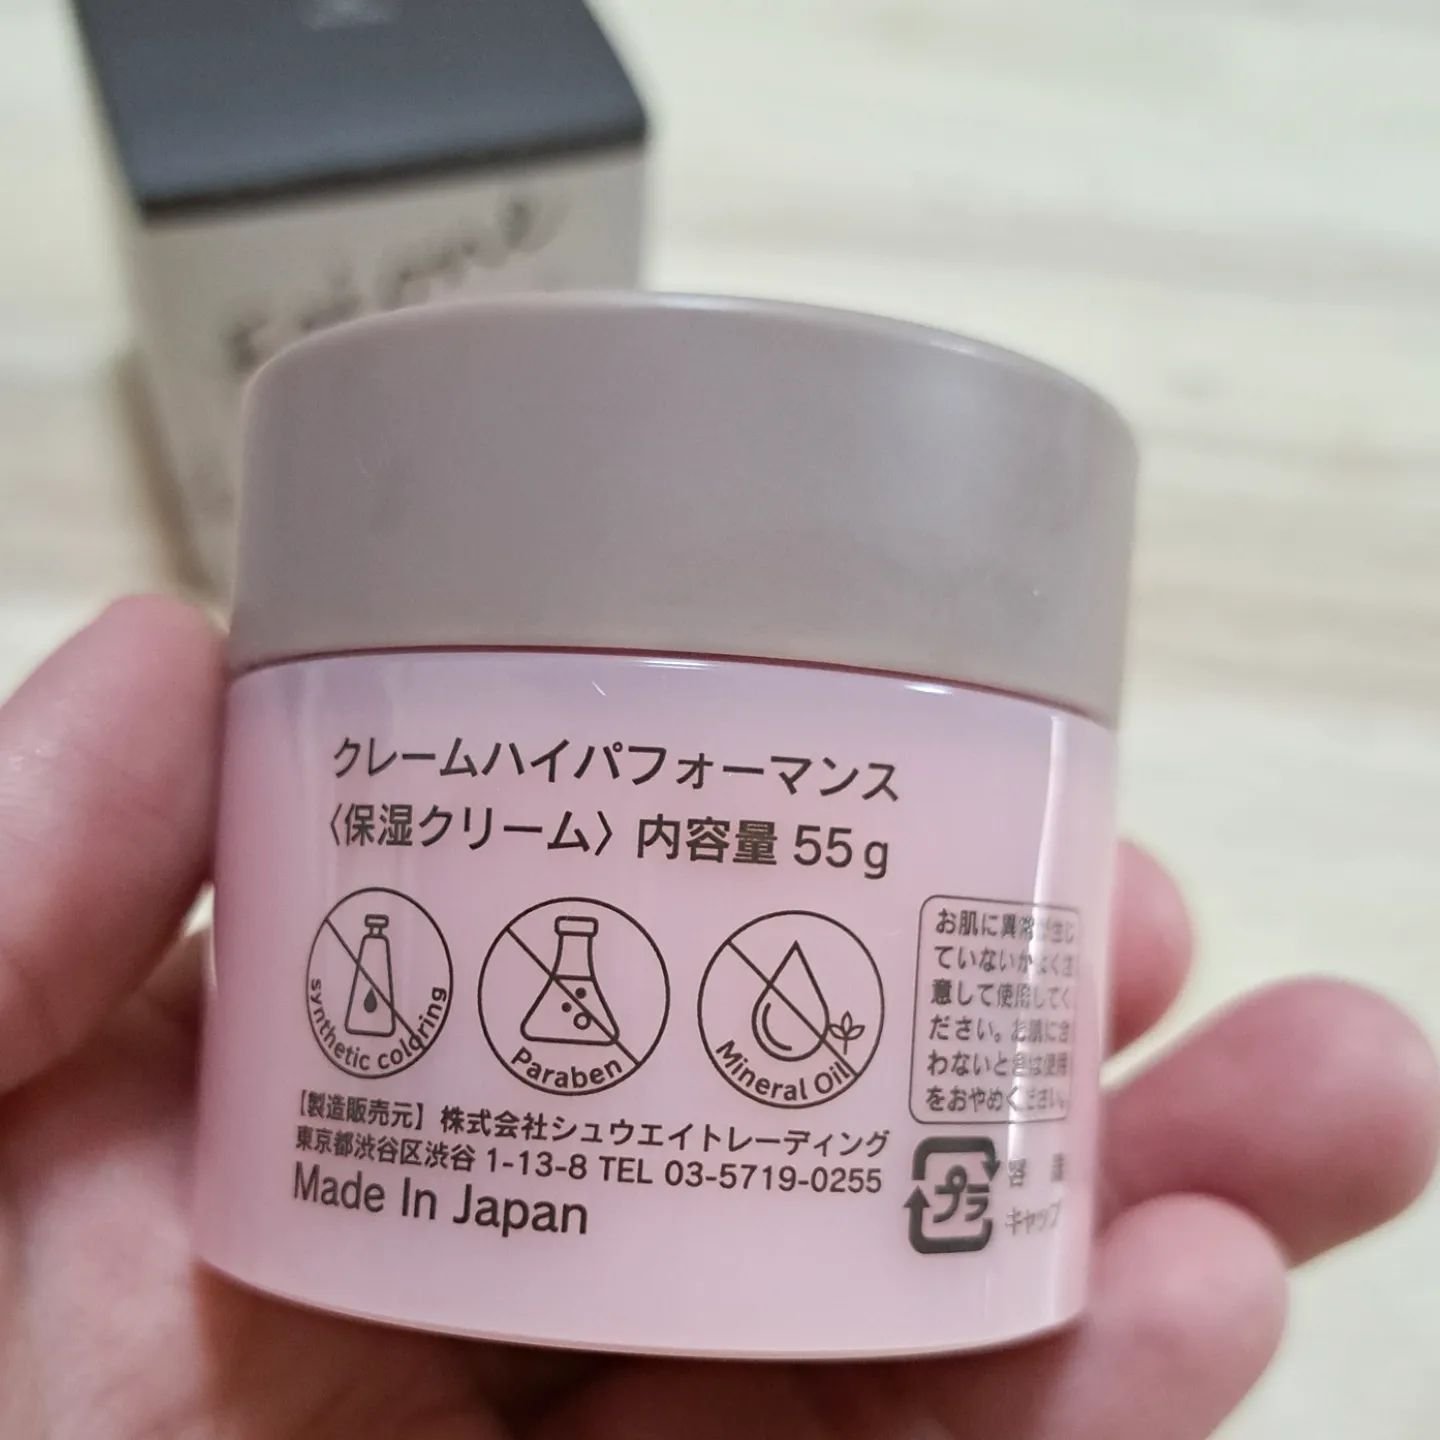 クレームハイパフォーマンス
〈保湿クリーム〉 内容量 55g
synthetic coldring
Paraben
Mineral Oil
お肌に異常が生じ
ていないかよく注
意して使用してく
ださい。お肌に合
わないときは使用
をおやめください。
【製造販売元】 株式会社シュウエイトレーディング
東京都渋谷区渋谷 1-13-8 TEL 03-5719-0255
Made In Japan
プラ
容器
キャップ